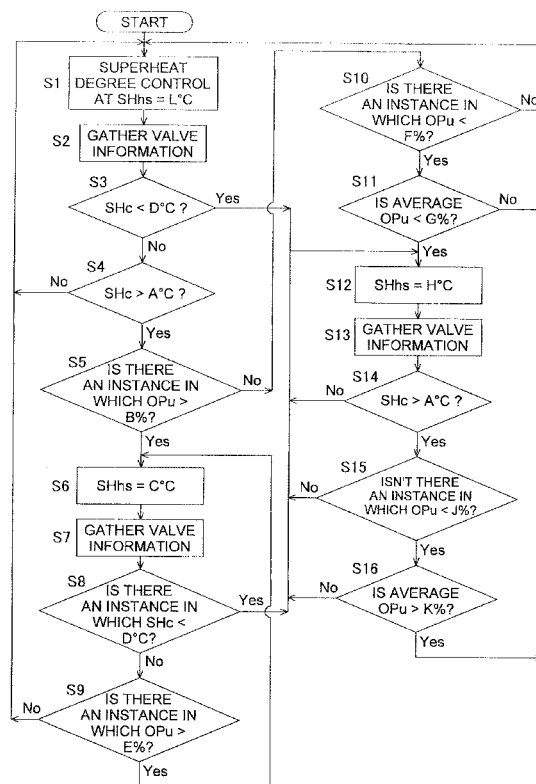 START
S1
SUPERHEAT
DEGREE CONTROL
AT SHhs = L°C
S2
GATHER VALVE
INFORMATION
S3
SHc < D°C ?
Yes
No
S4
SHc > A°C ?
No
Yes
S5
IS THERE
AN INSTANCE IN
WHICH OPu >
B%?
No
Yes
S6
SHhs = C°C
S7
GATHER VALVE
INFORMATION
S8
IS THERE
AN INSTANCE IN
WHICH SHc <
D°C?
Yes
No
S9
IS THERE
AN INSTANCE IN
WHICH OPu >
E%?
No
Yes
S10
IS THERE
AN INSTANCE IN
WHICH OPu <
F%?
No
Yes
S11
IS AVERAGE
OPu < G%?
No
Yes
S12
SHhs = H°C
S13
GATHER VALVE
INFORMATION
S14
SHc > A°C ?
No
Yes
S15
ISN'T THERE
AN INSTANCE IN
WHICH OPu < J%?
No
Yes
S16
IS AVERAGE
OPu > K%?
No
Yes